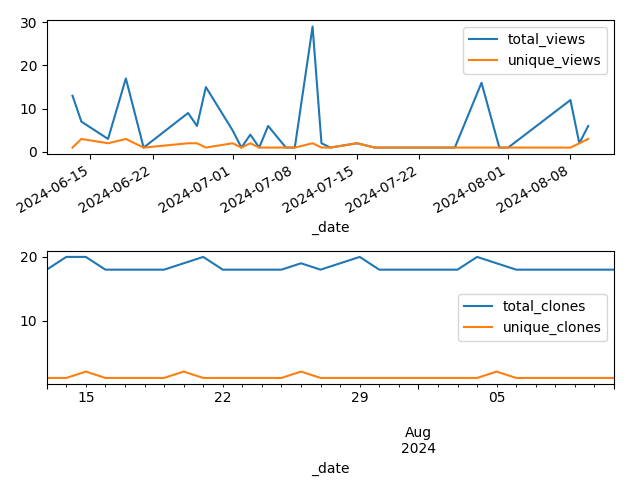 30
20
10
0
total_views
unique_views
2024-06-15
2024-06-22
2024-07-01
2024-07-08
2024-07-15
2024-07-22
2024-08-01
2024-08-08
_date
20
10
total_clones
unique_clones
15
22
29
05
Aug
2024
_date